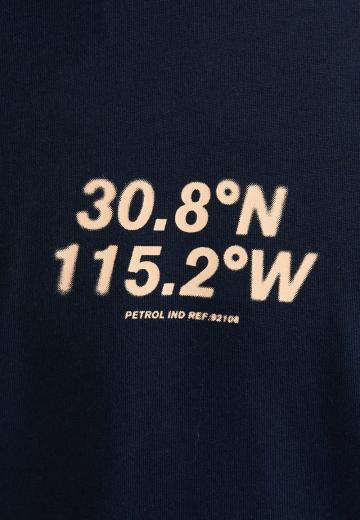 30.8°N
115.2°W
PETROL IND REF:92108